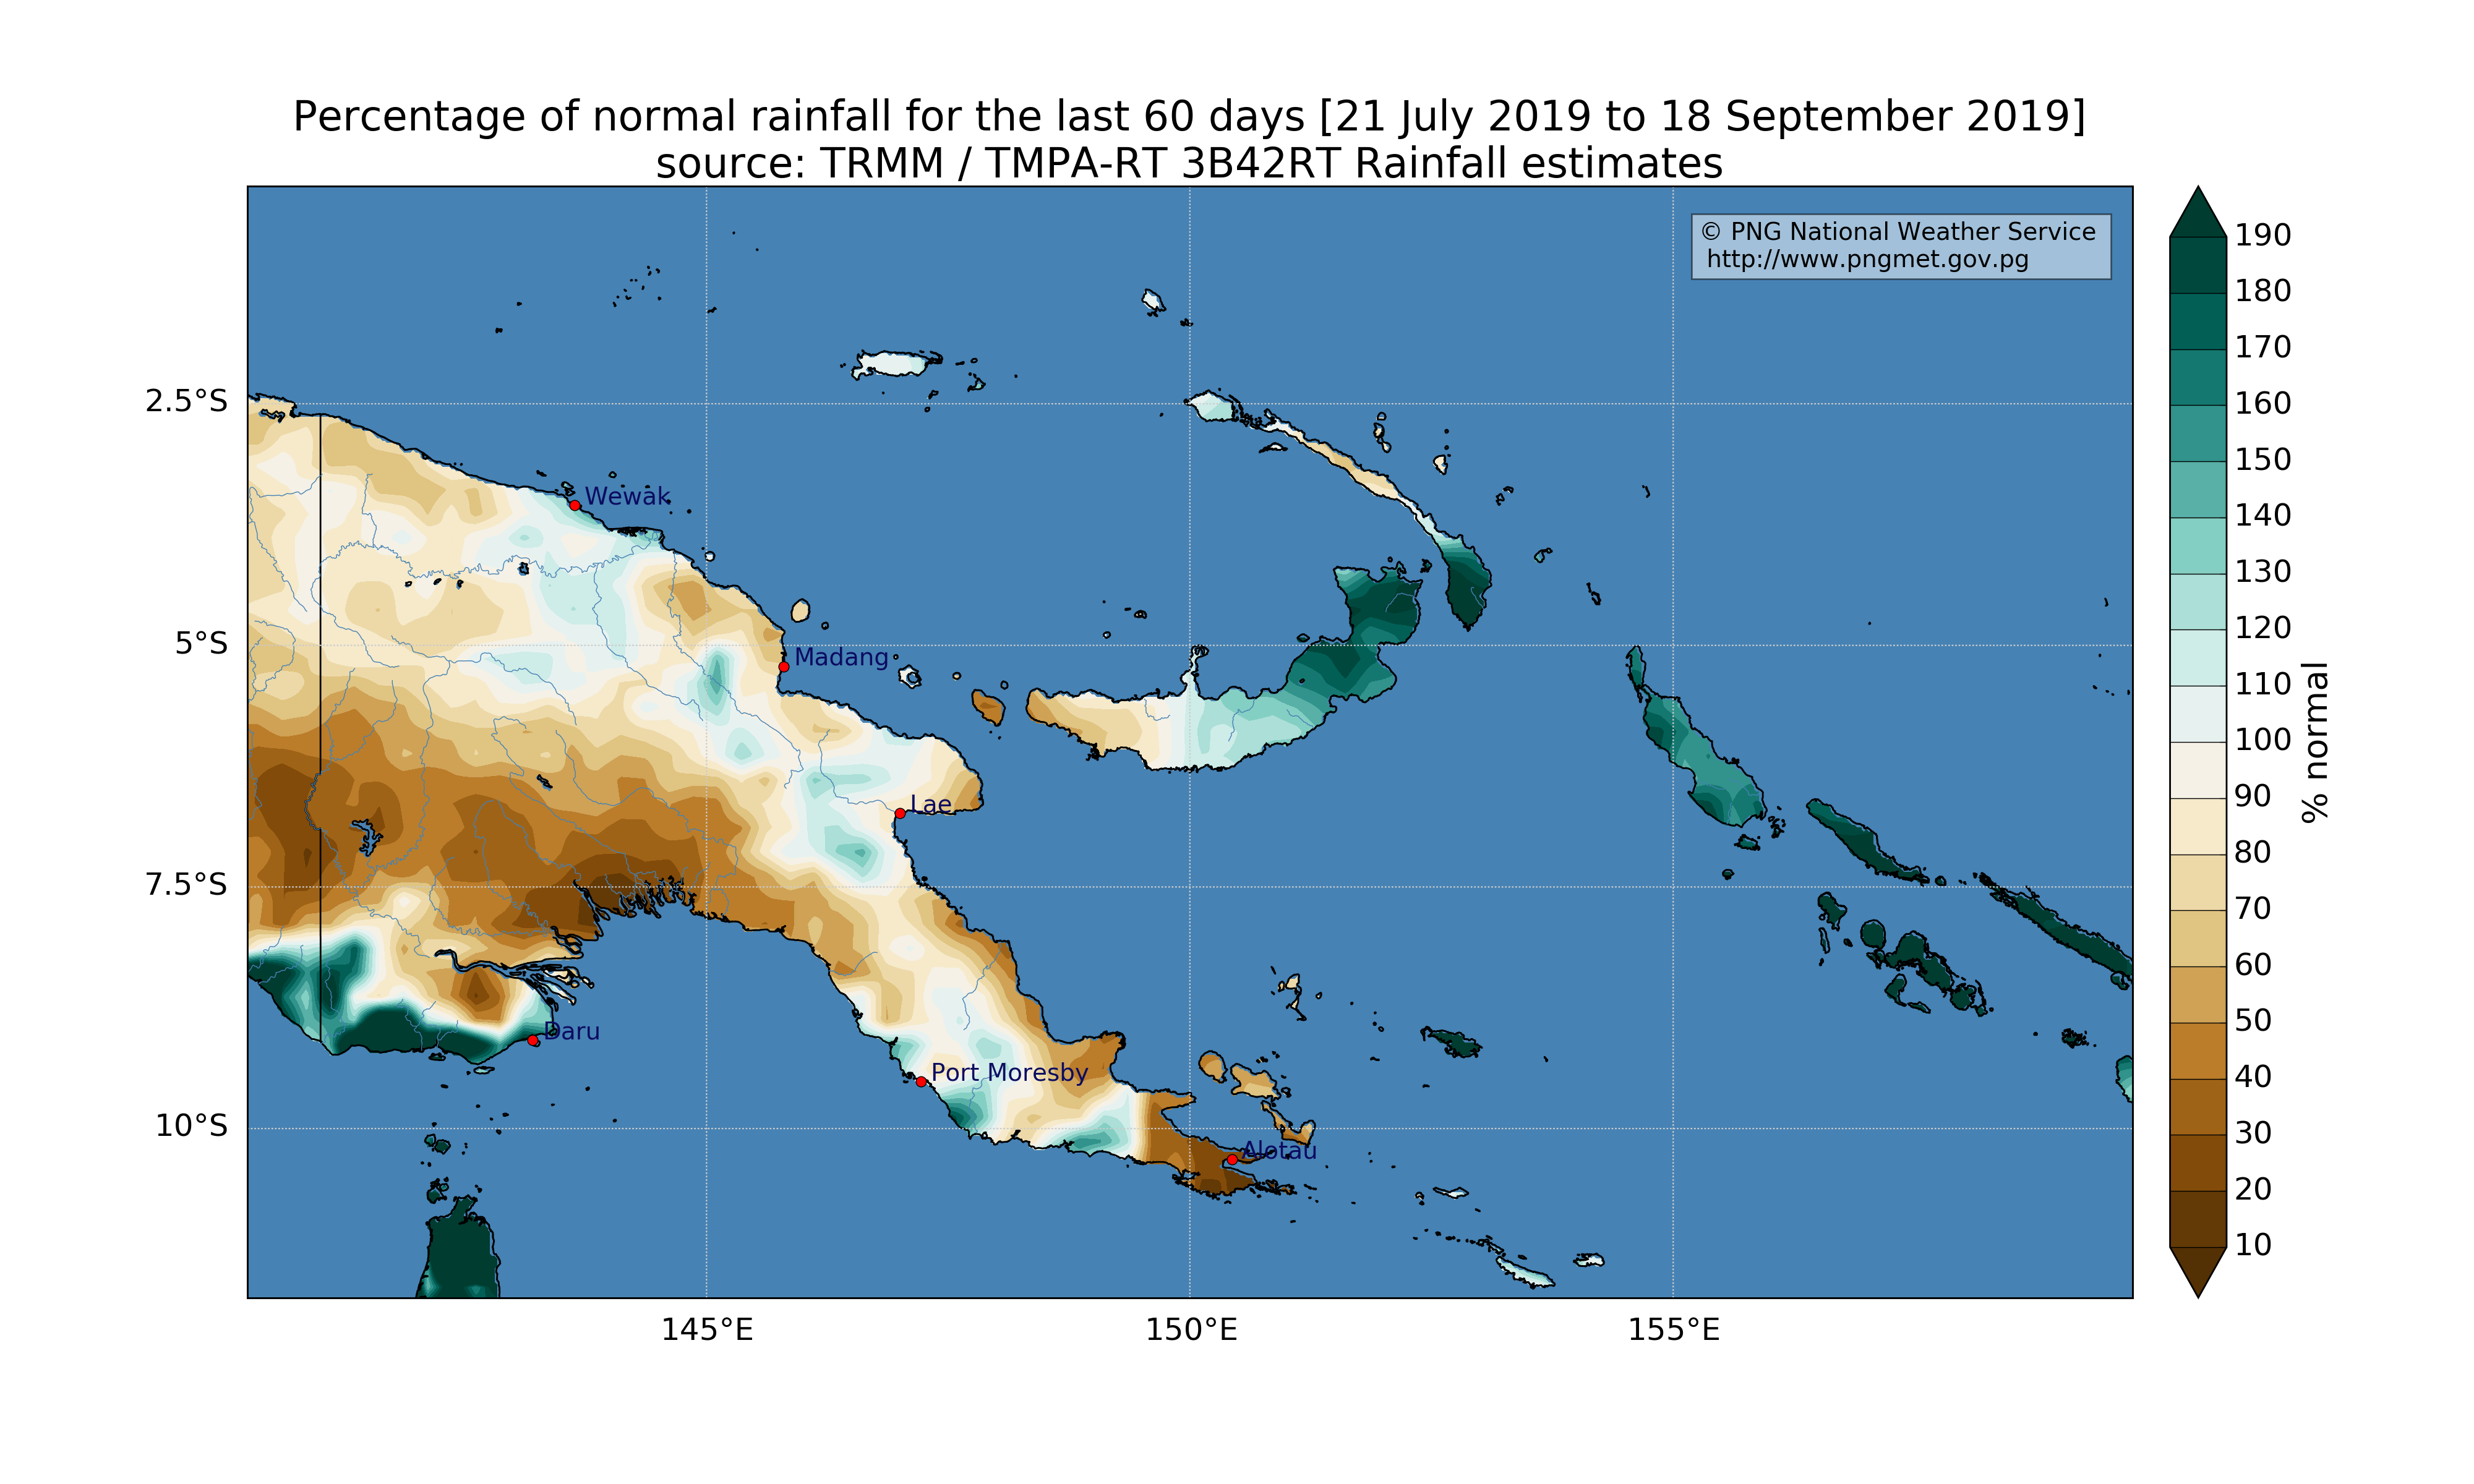 Percentage of normal rainfall for the last 60 days [21 July 2019 to 18 September 2019]
source: TRMM / TMPA-RT 3B42RT Rainfall estimates
© PNG National Weather Service
http://www.pngmet.gov.pg
190
180
170
160
150
140
130
120
110
100
90
80
70
60
50
40
30
20
10
% normal
2.5°S
5°S
7.5°S
10°S
Wewak
Madang
Lae
Daru
Port Moresby
Alotau
145°E
150°E
155°E